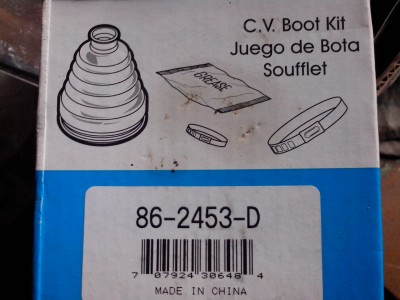 C.V. Boot Kit
Juego de Bota
Soufflet
GREASE
86-2453-D
7 07924 30648 4
MADE IN CHINA